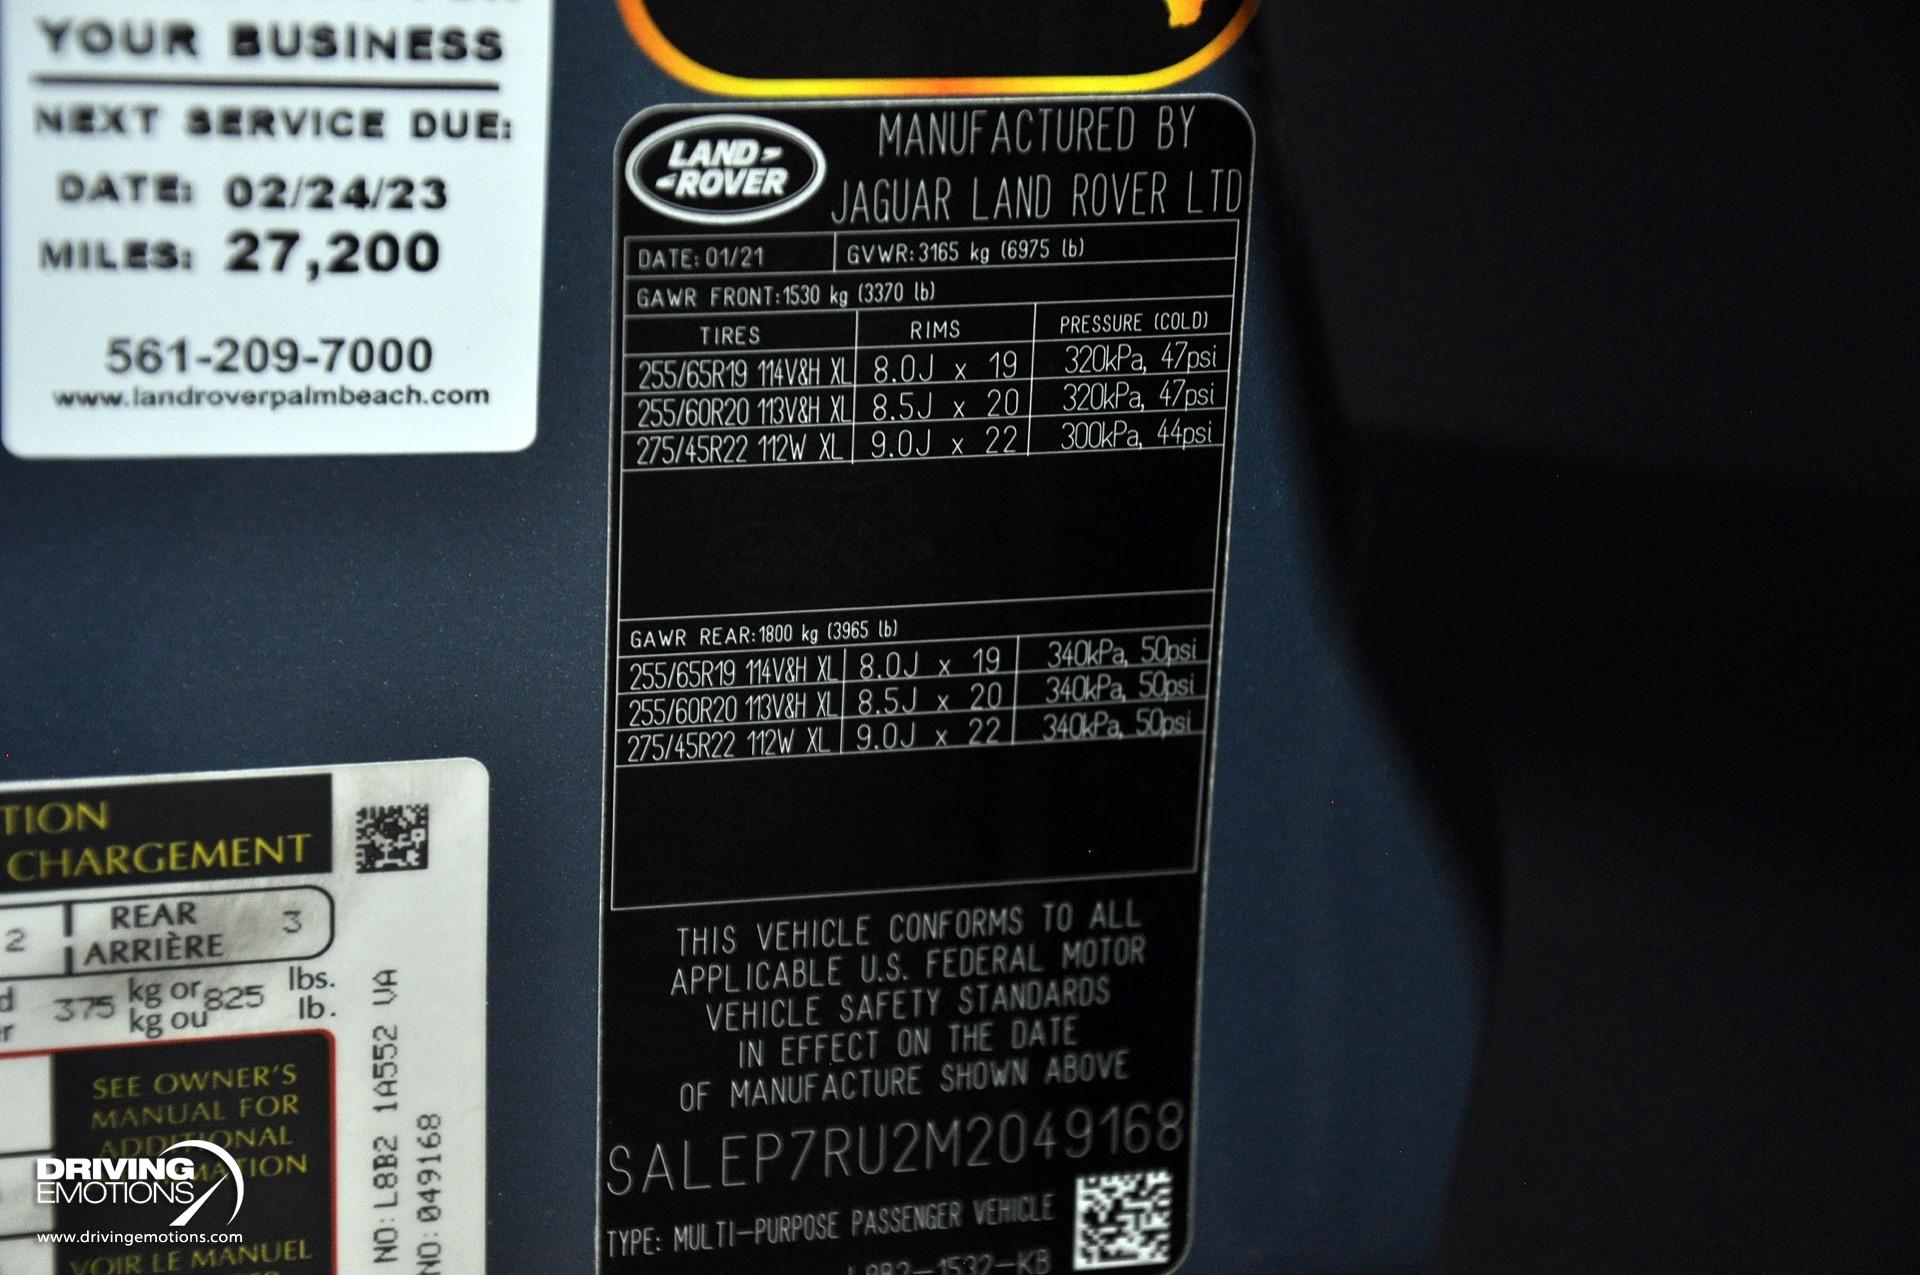 YOUR BUSINESS
NEXT SERVICE DUE:
DATE: 02/24/23
MILES: 27,200
561-209-7000
www.landroverpalmbeach.com
LAND
ROVER
MANUFACTURED BY
JAGUAR LAND ROVER LTD
DATE: 01/21 GVWR: 3165 kg (6975 lb)
GAWR FRONT: 1530 kg (3370 lb)
TIRES RIMS PRESSURE (COLD)
255/65R19 114V&H XL 8.0J x 19 320kPa, 47psi
255/60R20 113V&H XL 8.5J x 20 320kPa, 47psi
275/45R22 112W XL 9.0J x 22 300kPa, 44psi
GAWR REAR: 1800 kg (3965 lb)
255/65R19 114V&H XL 8.0J x 19 340kPa, 50psi
255/60R20 113V&H XL 8.5J x 20 340kPa, 50psi
275/45R22 112W XL 9.0J x 22 340kPa, 50psi
THIS VEHICLE CONFORMS TO ALL
APPLICABLE U.S. FEDERAL MOTOR
VEHICLE SAFETY STANDARDS
IN EFFECT ON THE DATE
OF MANUFACTURE SHOWN ABOVE
SALEP7RU2M2049168
TYPE: MULTI-PURPOSE PASSENGER VEHICLE
TION
CHARGEMENT
2 REAR 3
ARRIÈRE
375 kg or 825 lbs.
kg ou lb.
SEE OWNER'S
MANUAL FOR
ADDITIONAL
MATION
VOIR LE MANUEL
NO: L8B2 1A552 VA
NO: 049168
DRIVING
EMOTIONS
www.drivingemotions.com